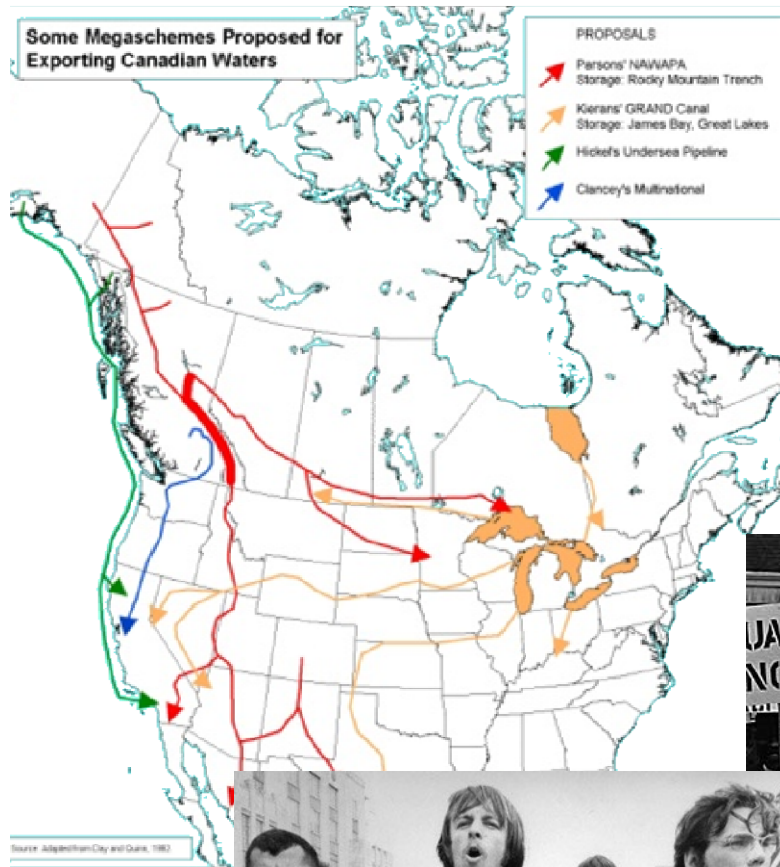 Some Megaschemes Proposed for
Exporting Canadian Waters
PROPOSALS
Parsons' NAWAPA
Storage: Rocky Mountain Trench
Kierans' GRAND Canal
Storage: James Bay, Great Lakes
Hickel's Undersea Pipeline
Clancey's Multinational
Source: Adapted from Clay and Quinn,